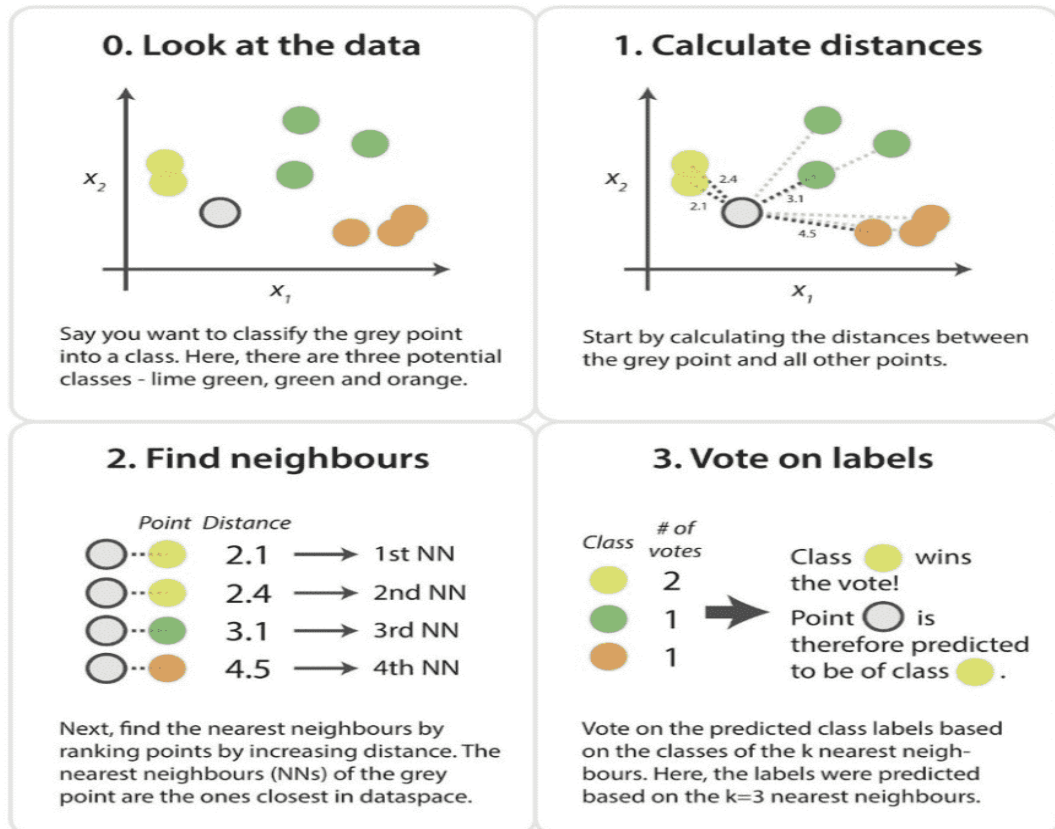 0. Look at the data
x2
x1
Say you want to classify the grey point
into a class. Here, there are three potential
classes - lime green, green and orange.
1. Calculate distances
x2
2.4
2.1
3.1
4.5
x1
Start by calculating the distances between
the grey point and all other points.
2. Find neighbours
Point Distance
2.1 1st NN
2.4 2nd NN
3.1 3rd NN
4.5 4th NN
Next, find the nearest neighbours by
ranking points by increasing distance. The
nearest neighbours (NNs) of the grey
point are the ones closest in dataspace.
3. Vote on labels
Class # of
votes
2
1
1
Class wins
the vote!
Point is
therefore predicted
to be of class .
Vote on the predicted class labels based
on the classes of the k nearest neigh-
bours. Here, the labels were predicted
based on the k=3 nearest neighbours.